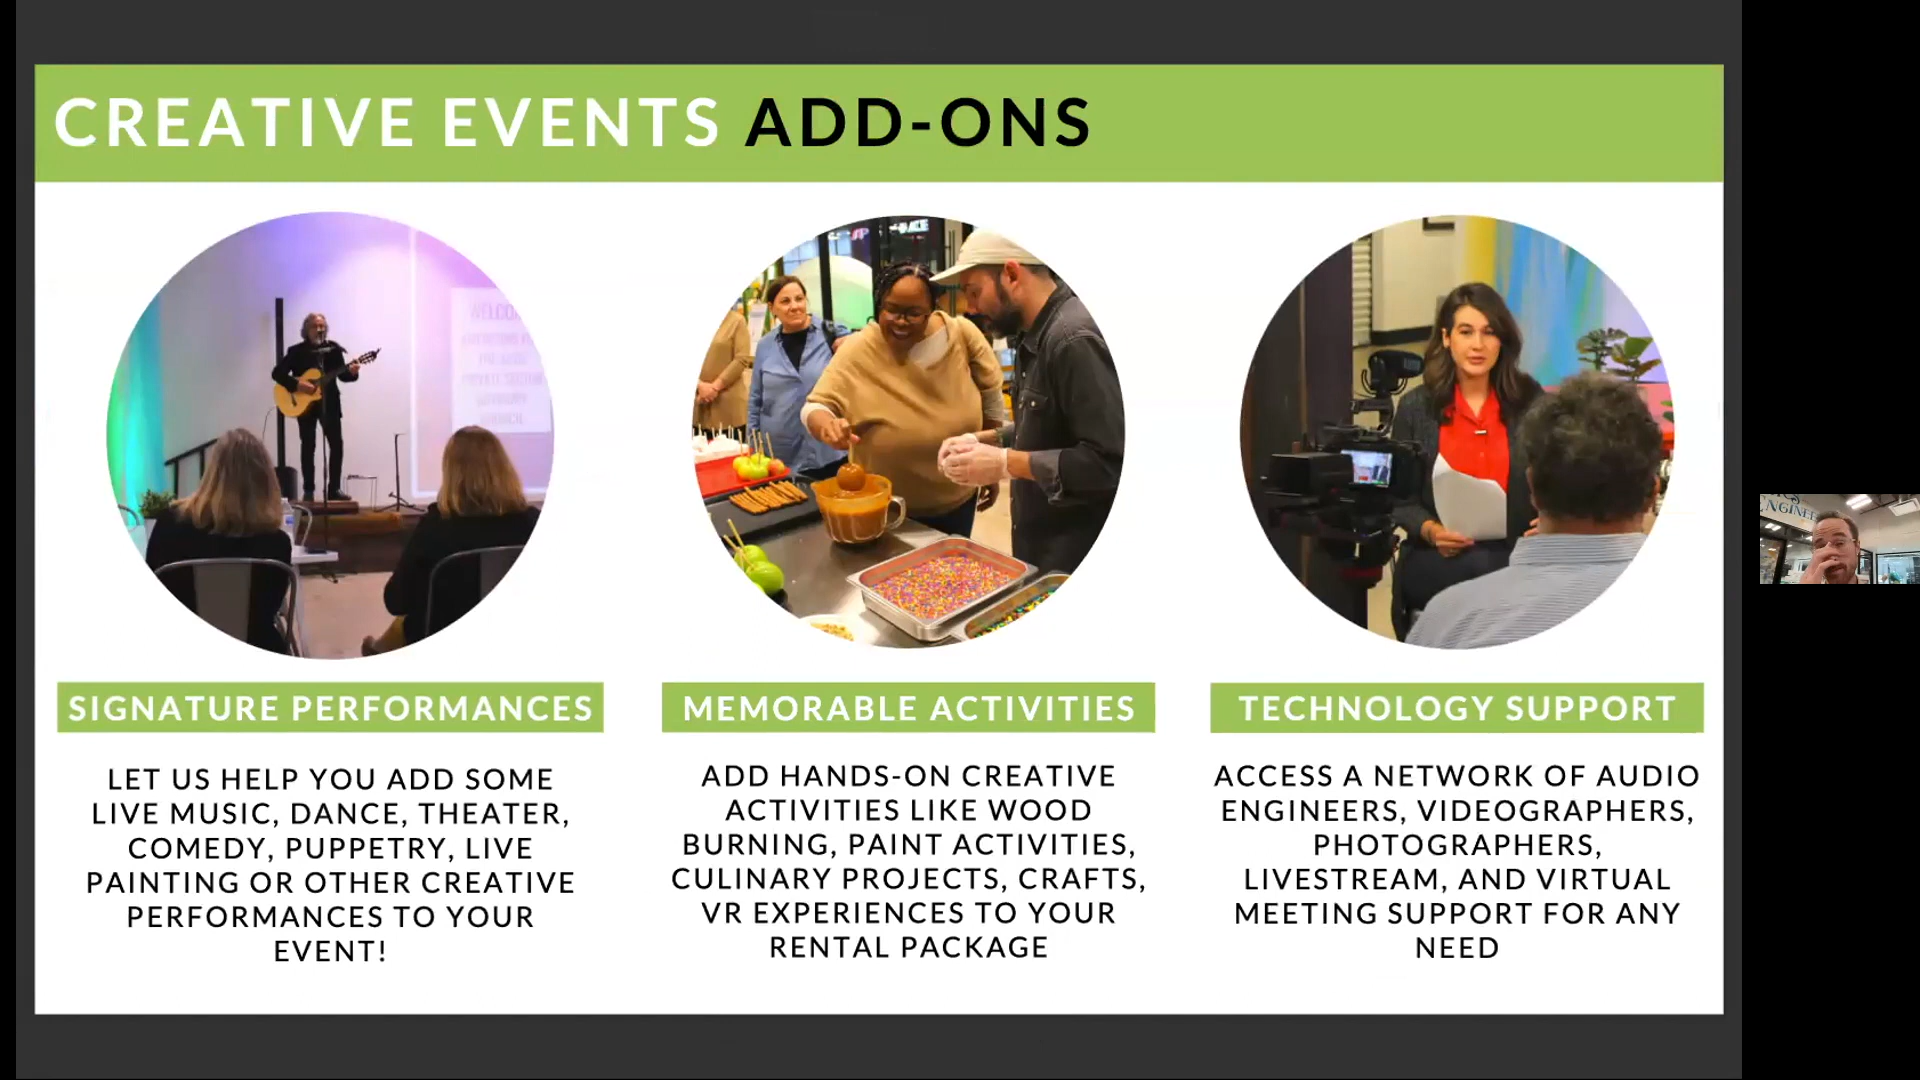 CREATIVE EVENTS ADD-ONS
SIGNATURE PERFORMANCES
LET US HELP YOU ADD SOME
LIVE MUSIC, DANCE, THEATER,
COMEDY, PUPPETRY, LIVE
PAINTING OR OTHER CREATIVE
PERFORMANCES TO YOUR
EVENT!
MEMORABLE ACTIVITIES
ADD HANDS-ON CREATIVE
ACTIVITIES LIKE WOOD
BURNING, PAINT ACTIVITIES,
CULINARY PROJECTS, CRAFTS,
VR EXPERIENCES TO YOUR
RENTAL PACKAGE
TECHNOLOGY SUPPORT
ACCESS A NETWORK OF AUDIO
ENGINEERS, VIDEOGRAPHERS,
PHOTOGRAPHERS,
LIVESTREAM, AND VIRTUAL
MEETING SUPPORT FOR ANY
NEED